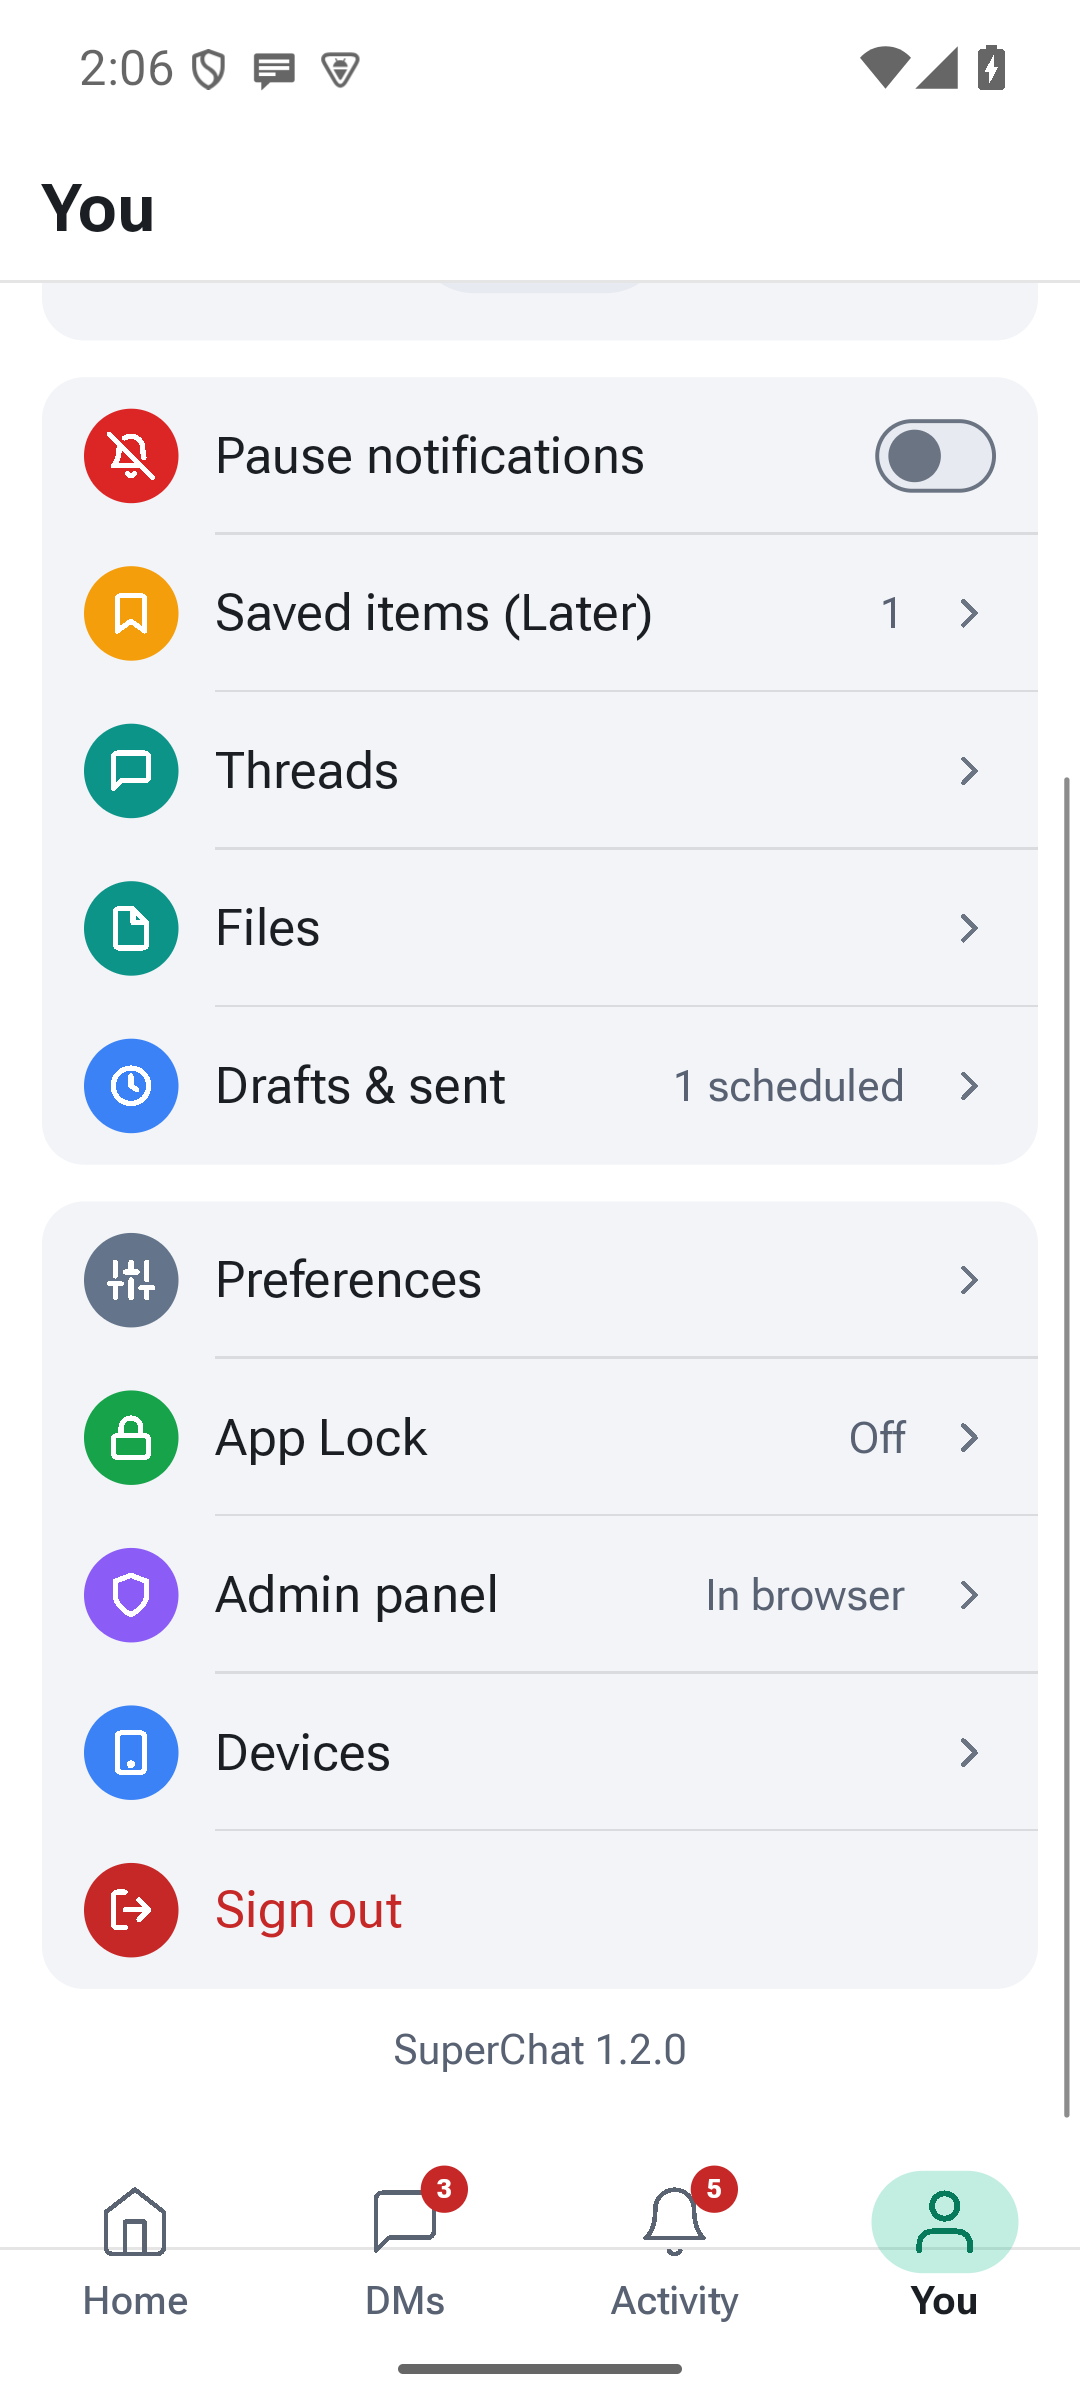 2:06
You
Pause notifications
Saved items (Later) 1
Threads
Files
Drafts & sent 1 scheduled
Preferences
App Lock Off
Admin panel In browser
Devices
Sign out
SuperChat 1.2.0
3 5
Home DMs Activity You